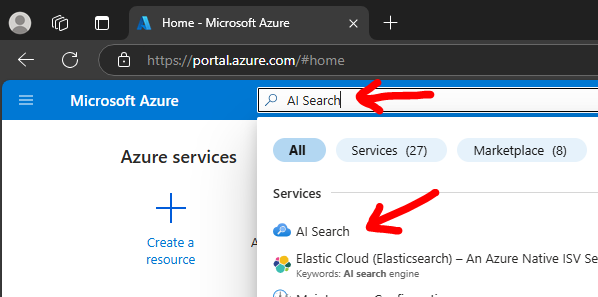 Home - Microsoft Azure
https://portal.azure.com/#home
Microsoft Azure
AI Search
All
Services (27)
Marketplace (8)
Azure services
Create a
resource
Services
AI Search
Elastic Cloud (Elasticsearch) – An Azure Native ISV Se
Keywords: AI search engine